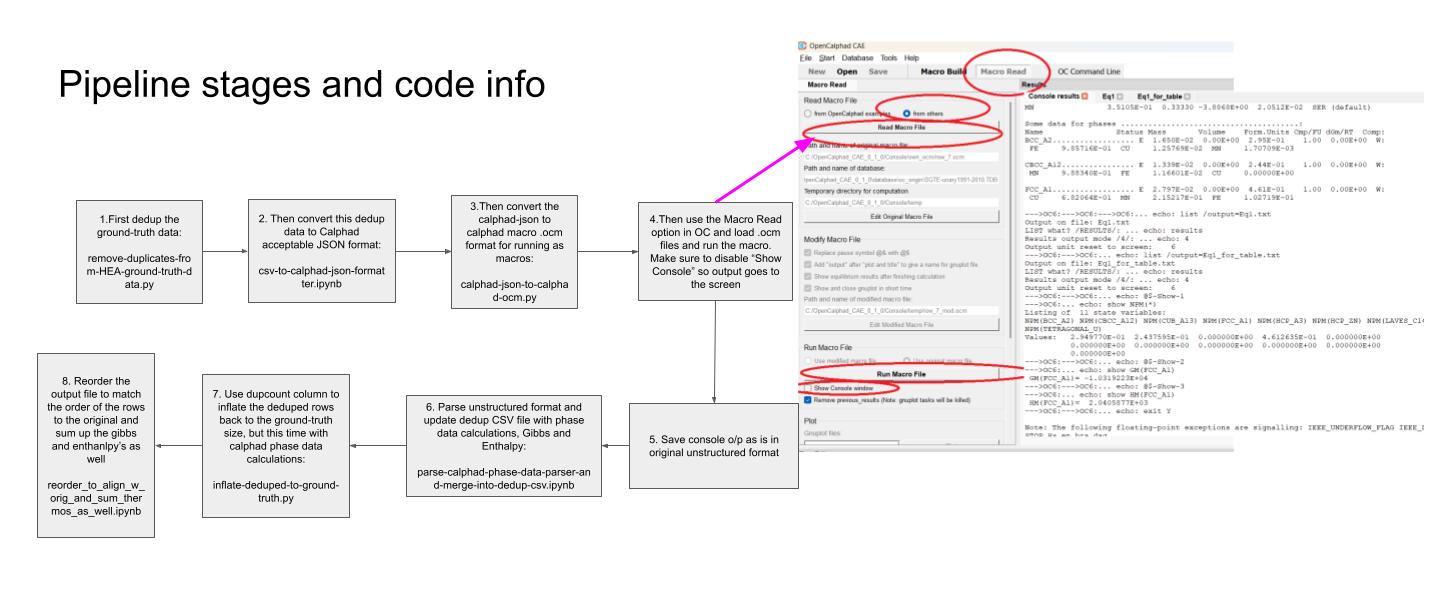 Pipeline stages and code info
1.First dedup the
ground-truth data:
remove-duplicates-fro
m-HEA-ground-truth-d
ata.py
2. Then convert this dedup
data to Calphad
acceptable JSON format:
csv-to-calphad-json-format
ter.ipynb
3.Then convert the
calphad-json to
calphad macro .ocm
format for running as
macros:
calphad-json-to-calpha
d-ocm.py
4.Then use the Macro Read
option in OC and load .ocm
files and run the macro.
Make sure to disable “Show
Console” so output goes to
the screen
5. Save console o/p as is in
original unstructured format
6. Parse unstructured format and
update dedup CSV file with phase
data calculations, Gibbs and
Enthalpy:
parse-calphad-phase-data-parser-an
d-merge-into-dedup-csv.ipynb
7. Use dupcount column to
inflate the deduped rows
back to the ground-truth
size, but this time with
calphad phase data
calculations:
inflate-deduped-to-ground-
truth.py
8. Reorder the
output file to match
the order of the rows
to the original and
sum up the gibbs
and enthanlpy's as
well
reorder_to_align_w_
orig_and_sum_ther
mos_as_well.ipynb
OpenCalphad CAE
File Start Database Tools Help
New Open Save Macro Build Macro Read OC Command Line
Macro Read
Read Macro File
from OpenCalphad examples from others
Read Macro File
Path and name of original macro file:
C:/OpenCalphad_CAE_0_1_0/Console/own_ocm/row_7.ocm
Path and name of database:
Temporary directory for computation
C:/OpenCalphad_CAE_0_1_0/Console/temp
Edit Original Macro File
Modify Macro File
Replace pause symbol @& with @$
Add "output" after "plot and title" to give a name for gnuplot file
Show equilibrium results after finishing calculation
Show and close gnuplot in short time
Path and name of modified macro file:
C:/OpenCalphad_CAE_0_1_0/Console/temp/row_7_mod.ocm
Edit Modified Macro File
Run Macro File
Use modified macro file Use original macro file
Run Macro File
Show Console window
Remove previous_results (Note: gnuplot tasks will be killed)
Plot
Gnuplot files:
Results
Console results Eq1 Eq1_for_table
MN 3.5105E-01 0.33330 -3.8868E+00 2.0512E-02 SER (default)
Some data for phases ........................................:
Name Status Mass Volume Form.Units Cmp/FU dGm/RT Comp:
BCC_A2................ E 1.650E-02 0.00E+00 2.95E-01 1.00 0.00E+00 W:
FE 9.85716E-01 CU 1.25769E-02 MN 1.70709E-03
CBCC_A12.............. E 1.339E-02 0.00E+00 2.44E-01 1.00 0.00E+00 W:
MN 9.88340E-01 FE 1.16601E-02 CU 0.00000E+00
FCC_A1................ E 2.797E-02 0.00E+00 4.61E-01 1.00 0.00E+00 W:
CU 6.82064E-01 MN 2.15217E-01 FE 1.02719E-01
--->OC6:--->OC6:--->OC6:... echo: list /output=Eq1.txt
Output on file: Eq1.txt
LIST what? /RESULTS/: ... echo: results
Results output mode /4/: ... echo: 4
Output unit reset to screen: 6
--->OC6:--->OC6:... echo: list /output=Eq1_for_table.txt
Output on file: Eq1_for_table.txt
LIST what? /RESULTS/: ... echo: results
Results output mode /4/: ... echo: 4
Output unit reset to screen: 6
--->OC6:--->OC6:... echo: @$-Show-1
--->OC6:--->OC6:... echo: show NPM(*)
Listing of 11 state variables:
NPM(BCC_A2) NPM(CBCC_A12) NPM(CUB_A13) NPM(FCC_A1) NPM(HCP_A3) NPM(HCP_ZN)
NPM(TETRAGONAL_U)
Values: 2.949770E-01 2.437595E-01 0.000000E+00 4.612635E-01 0.000000E+00
0.000000E+00 0.000000E+00 0.000000E+00 0.000000E+00 0.000000E+00
0.000000E+00
--->OC6:--->OC6:... echo: @$-Show-2
--->OC6:--->OC6:... echo: show GM(FCC_A1)
GM(FCC_A1)= -1.0319223E+04
--->OC6:--->OC6:... echo: @$-Show-3
--->OC6:--->OC6:... echo: show HM(FCC_A1)
HM(FCC_A1)= 2.0405877E+03
--->OC6:--->OC6:... echo: exit Y
Note: The following floating-point exceptions are signalling: IEEE_UNDERFLOW_FLAG